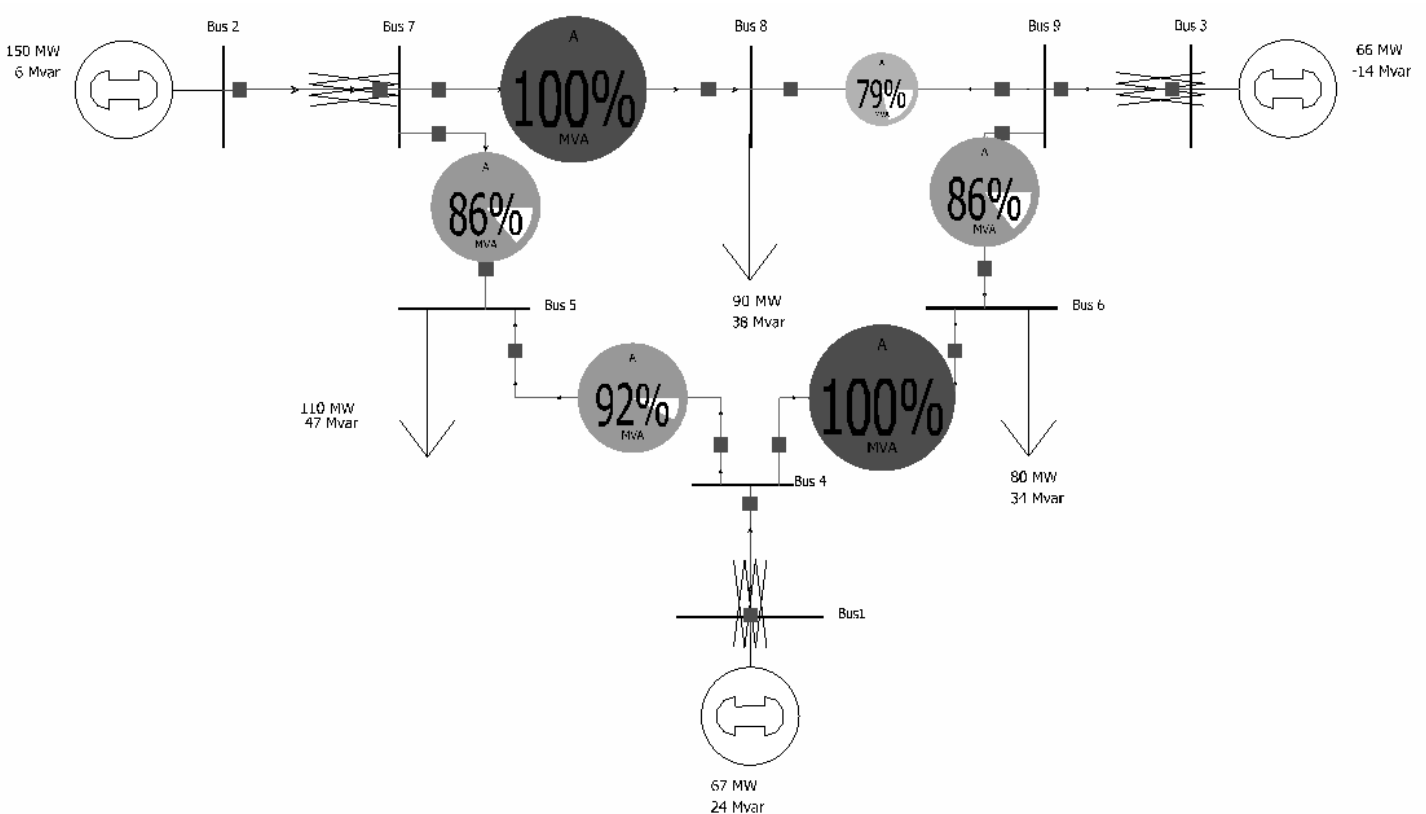 Bus 2
Bus 7
Bus 8
Bus 9
Bus 3
150 MW
6 Mvar
A
100%
MVA
A
79%
MVA
66 MW
-14 Mvar
A
86%
MVA
A
86%
MVA
Bus 5
90 MW
38 Mvar
Bus 6
A
92%
MVA
A
100%
MVA
110 MW
47 Mvar
Bus 4
80 MW
34 Mvar
Bus1
67 MW
24 Mvar